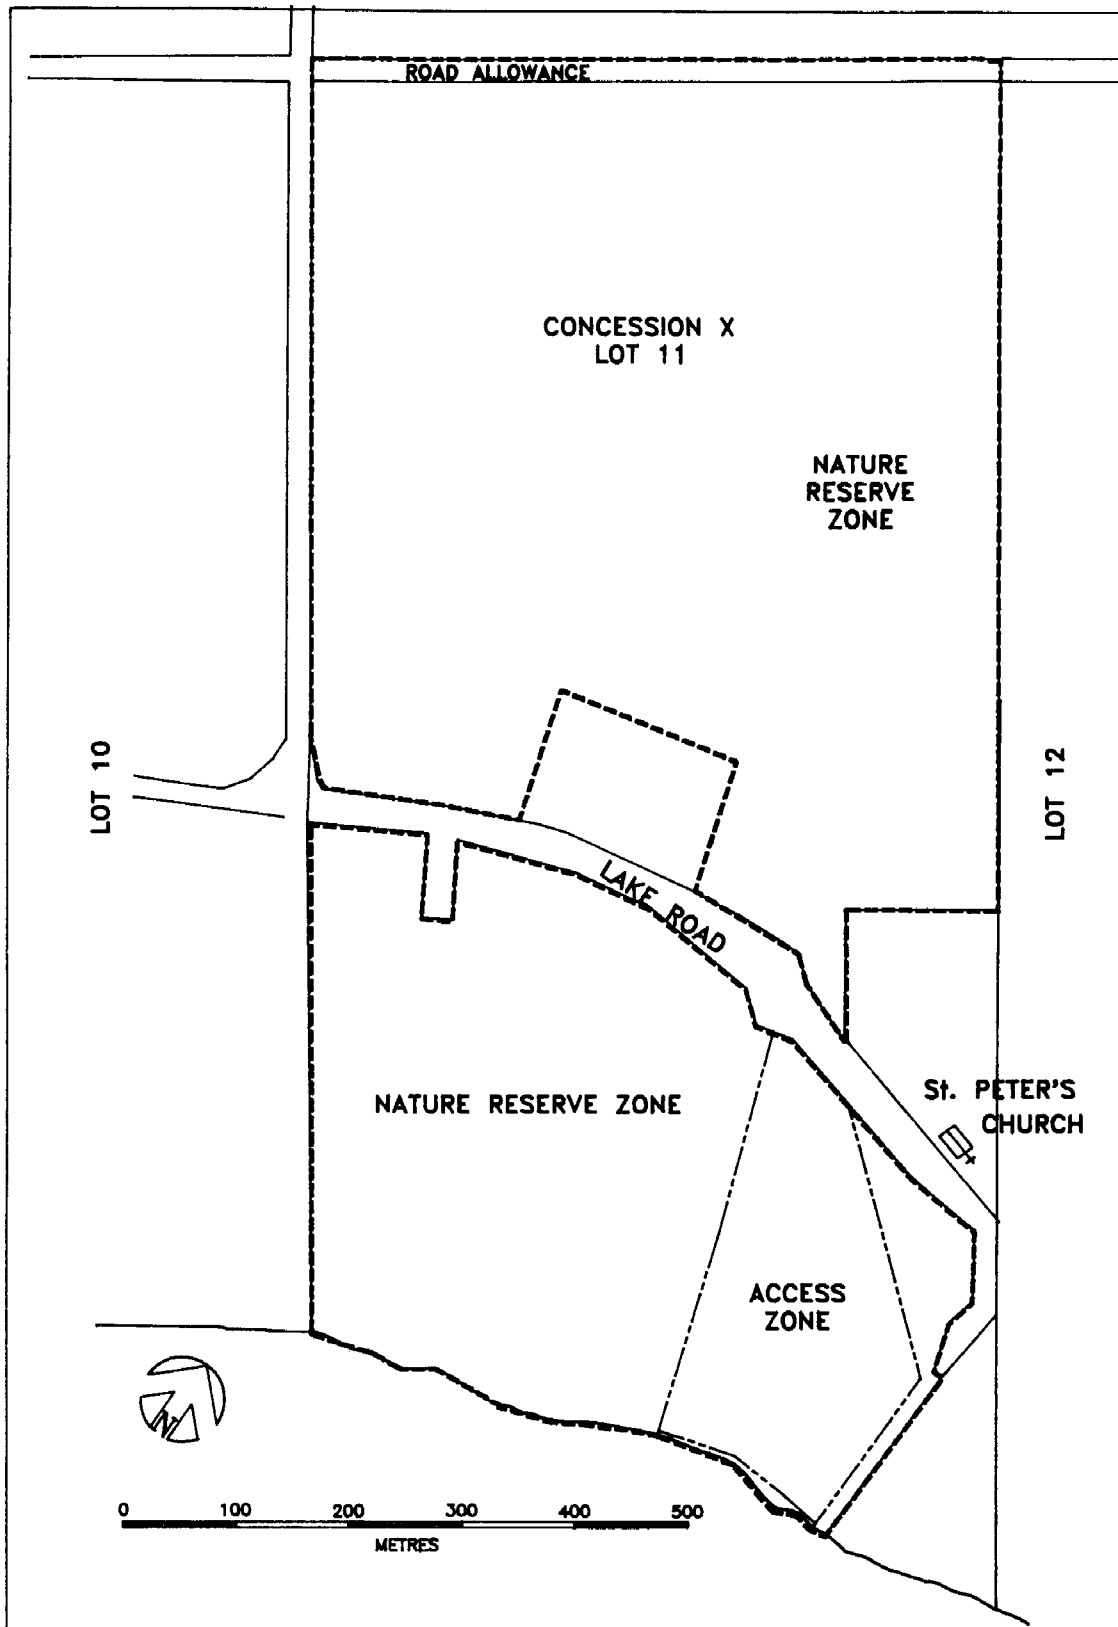 ROAD ALLOWANCE
CONCESSION X
LOT 11
NATURE
RESERVE
ZONE
LOT 10
LOT 12
LAKE ROAD
St. PETER'S
CHURCH
NATURE RESERVE ZONE
ACCESS
ZONE
N
0 100 200 300 400 500
METRES